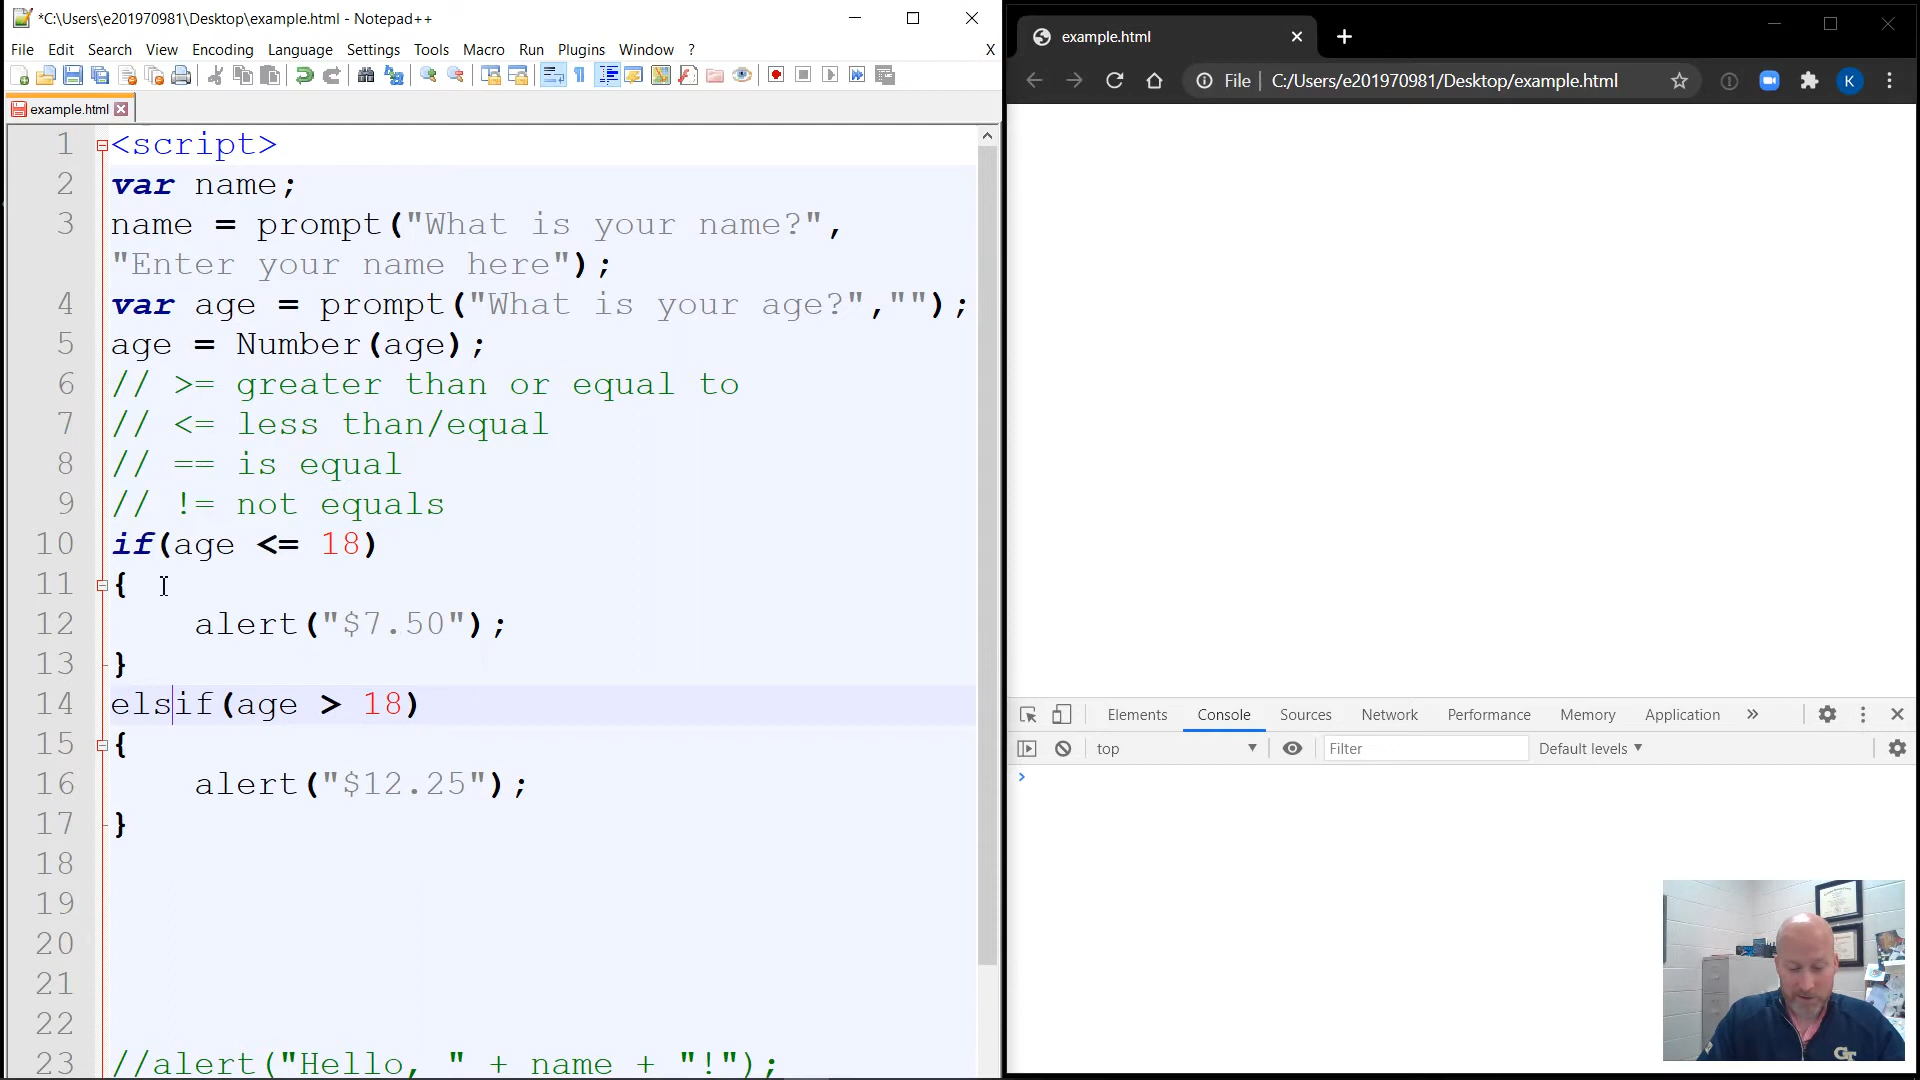 *C:\Users\e201970981\Desktop\example.html - Notepad++
File Edit Search View Encoding Language Settings Tools Macro Run Plugins Window ? X
example.html
1 <script>
2 var name;
3 name = prompt("What is your name?",
"Enter your name here");
4 var age = prompt("What is your age?","");
5 age = Number(age);
6 // >= greater than or equal to
7 // <= less than/equal
8 // == is equal
9 // != not equals
10 if(age <= 18)
11 {
12 alert("$7.50");
13 }
14 elsif(age > 18)
15 {
16 alert("$12.25");
17 }
18
19
20
21
22
23 //alert("Hello, " + name + "!");
example.html
File | C:/Users/e201970981/Desktop/example.html
K
Elements Console Sources Network Performance Memory Application
top Filter Default levels
GT